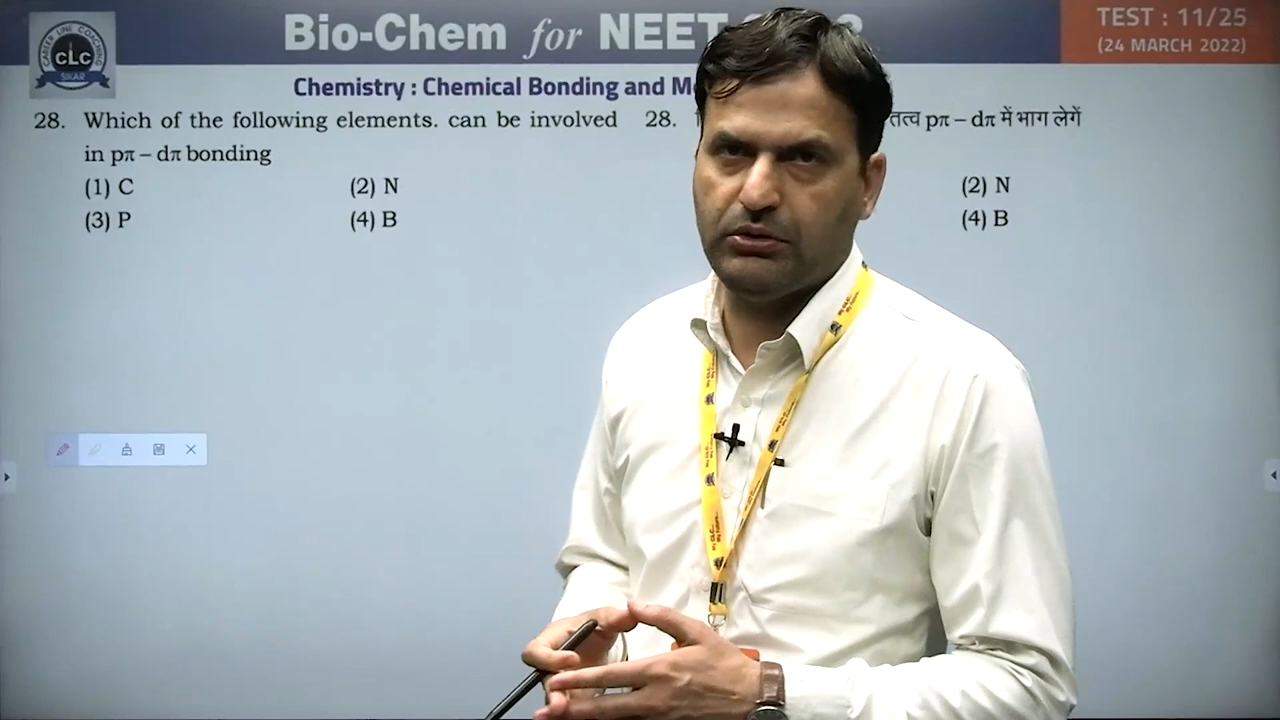 Bio-Chem for NEET
TEST : 11/25
(24 MARCH 2022)
CAREER LINE COACHING
CLC
SIKAR
Chemistry : Chemical Bonding and
28. Which of the following elements. can be involved
in pπ – dπ bonding
(1) C (2) N
(3) P (4) B
28. तत्व pπ – dπ में भाग लेगें
(2) N
(4) B